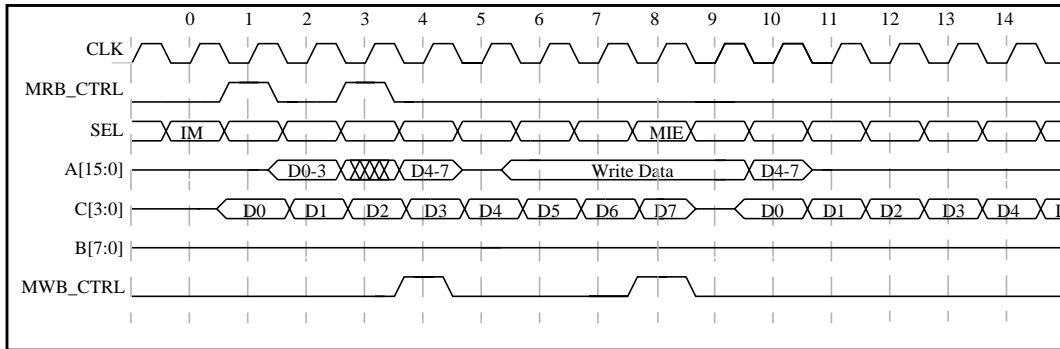 0 1 2 3 4 5 6 7 8 9 10 11 12 13 14
CLK
MRB_CTRL
SEL IM MIE
A[15:0] D0-3 D4-7 Write Data D4-7
C[3:0] D0 D1 D2 D3 D4 D5 D6 D7 D0 D1 D2 D3 D4
B[7:0]
MWB_CTRL